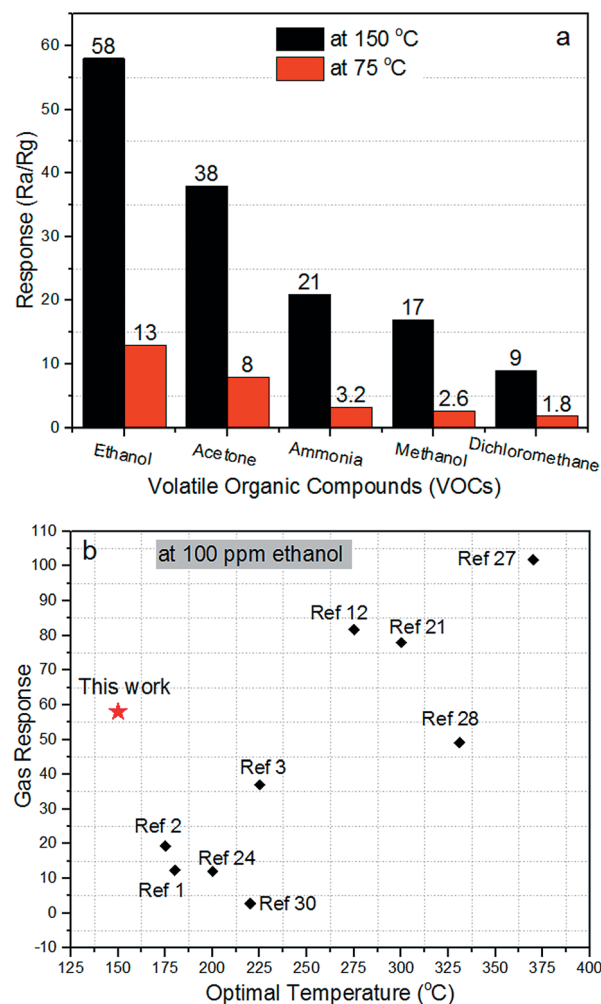 a
at 150 °C
at 75 °C
Response (Ra/Rg)
60
50
40
30
20
10
0
58
13
38
8
21
3.2
17
2.6
9
1.8
Ethanol
Acetone
Ammonia
Methanol
Dichloromethane
Volatile Organic Compounds (VOCs)
b
at 100 ppm ethanol
Gas Response
110
100
90
80
70
60
50
40
30
20
10
0
-10
Ref 27
Ref 12
Ref 21
This work
Ref 28
Ref 3
Ref 2
Ref 24
Ref 1
Ref 30
125 150 175 200 225 250 275 300 325 350 375 400
Optimal Temperature (°C)